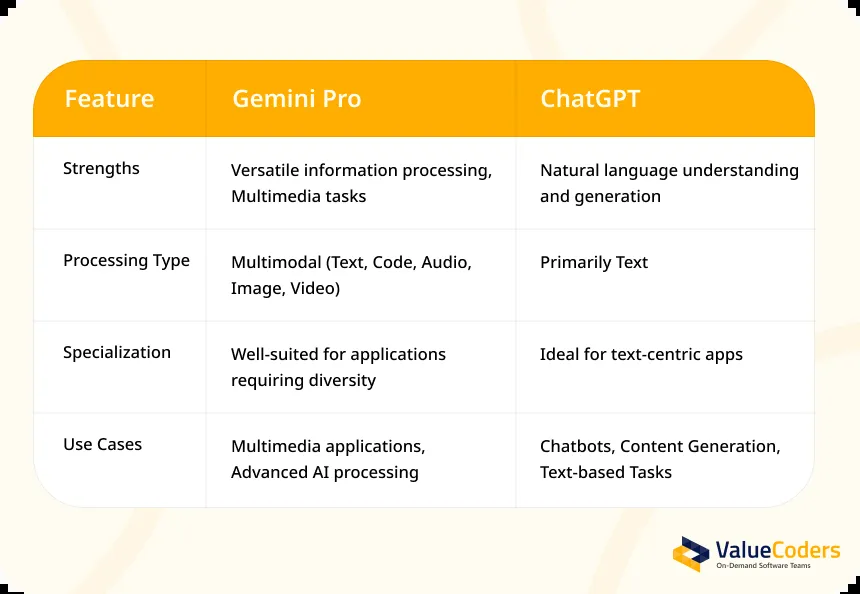 Feature
Gemini Pro
ChatGPT
Strengths
Versatile information processing,
Multimedia tasks
Natural language understanding
and generation
Processing Type
Multimodal (Text, Code, Audio,
Image, Video)
Primarily Text
Specialization
Well-suited for applications
requiring diversity
Ideal for text-centric apps
Use Cases
Multimedia applications,
Advanced AI processing
Chatbots, Content Generation,
Text-based Tasks
ValueCoders
On-Demand Software Teams